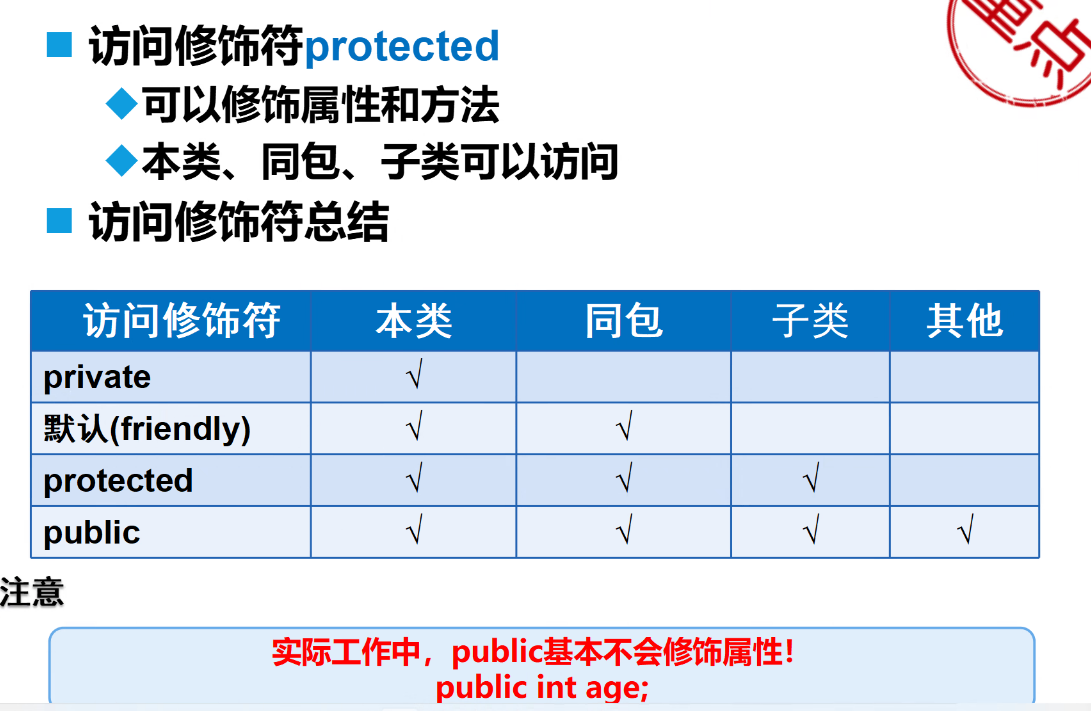 重点
访问修饰符protected
可以修饰属性和方法
本类、同包、子类可以访问
访问修饰符总结
访问修饰符 本类 同包 子类 其他
private √
默认(friendly) √ √
protected √ √ √
public √ √ √ √
注意
实际工作中，public基本不会修饰属性!
public int age;